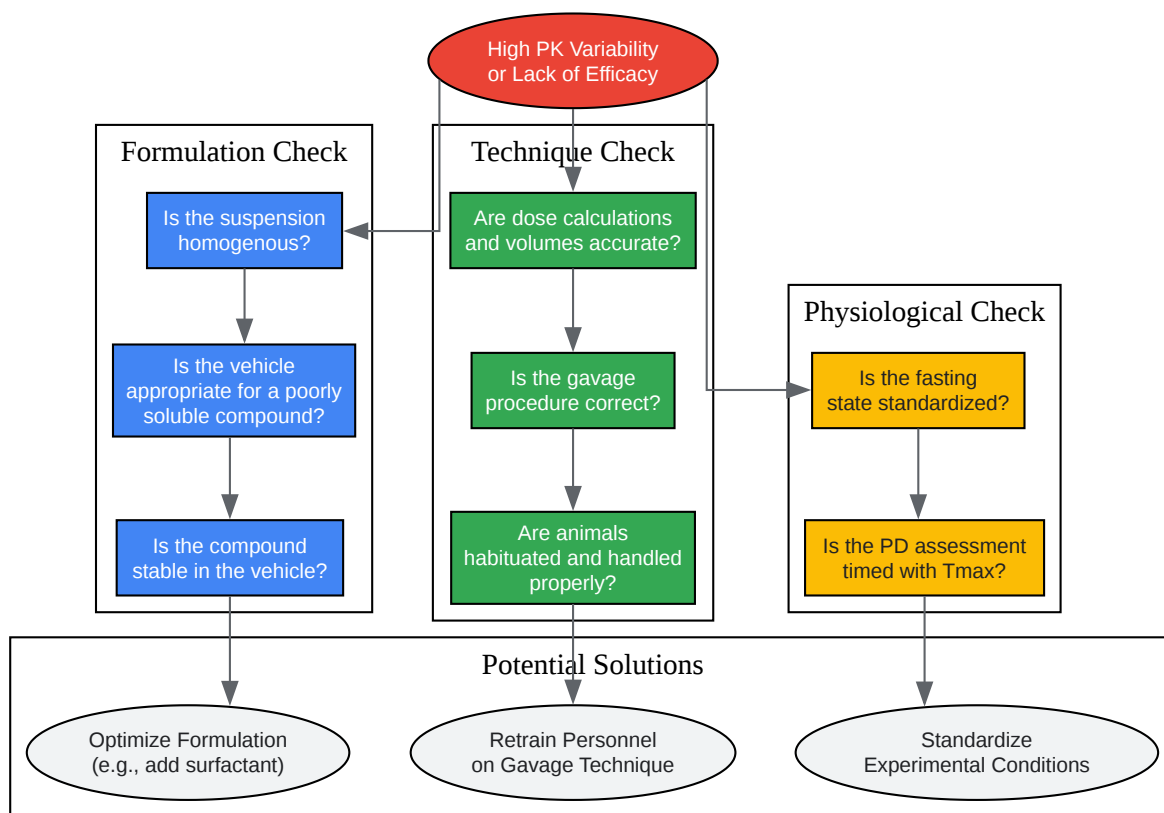 High PK Variability
or Lack of Efficacy
Formulation Check
Is the suspension
homogenous?
Is the vehicle
appropriate for a poorly
soluble compound?
Is the compound
stable in the vehicle?
Technique Check
Are dose calculations
and volumes accurate?
Is the gavage
procedure correct?
Are animals
habituated and handled
properly?
Physiological Check
Is the fasting
state standardized?
Is the PD assessment
timed with Tmax?
Potential Solutions
Optimize Formulation
(e.g., add surfactant)
Retrain Personnel
on Gavage Technique
Standardize
Experimental Conditions